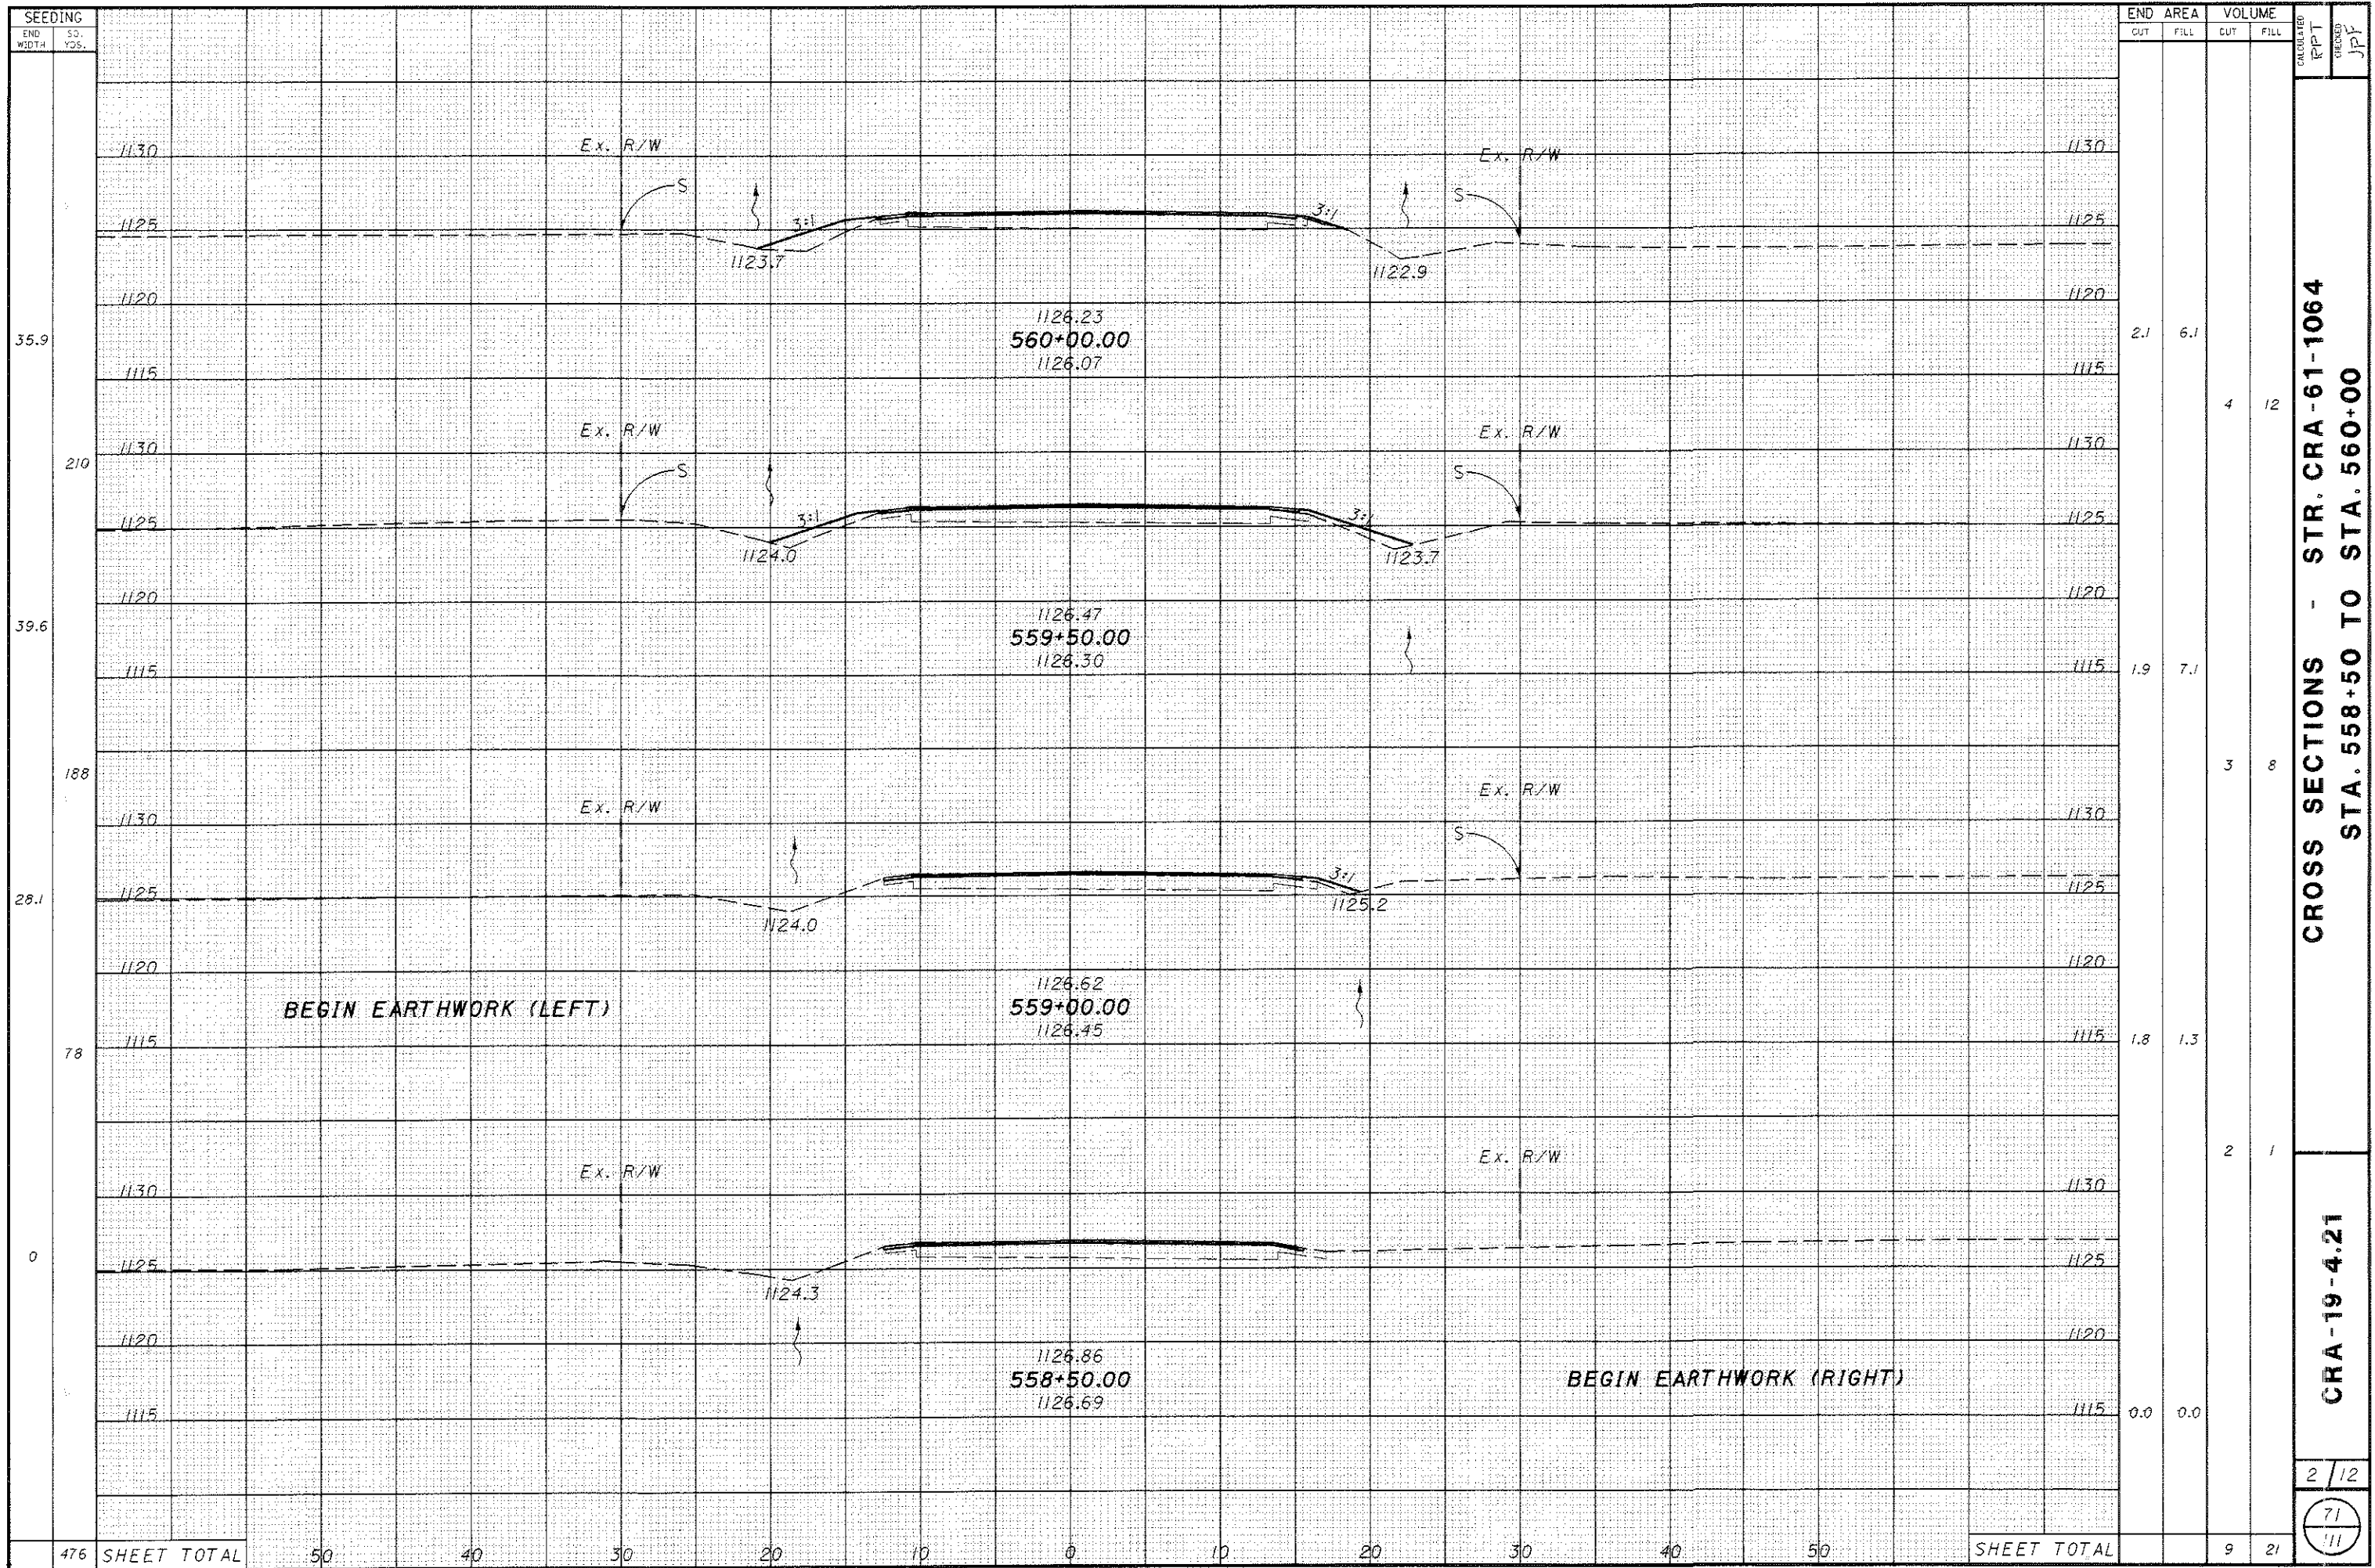 SEEDING
END WIDTH
SQ. YDS.
END AREA
VOLUME
CUT
FILL
CUT
FILL
CALCULATED
RPT
CHECKED
JPF
Ex. R/W
Ex. R/W
1130
1130
S
S
3:1
3:1
1125
1125
1123.7
1122.9
1120
1120
1126.23
560+00.00
1126.07
35.9
2.1
6.1
1115
1115
4
12
Ex. R/W
Ex. R/W
1130
1130
210
S
S
3:1
3:1
1125
1125
1124.0
1123.7
1120
1120
1126.47
559+50.00
1126.30
39.6
1115
1115
1.9
7.1
188
3
8
Ex. R/W
Ex. R/W
1130
1130
S
3:1
28.1
1125
1125
1124.0
1125.2
1120
1120
1126.62
559+00.00
1126.45
BEGIN EARTHWORK (LEFT)
78
1115
1115
1.8
1.3
2
1
Ex. R/W
Ex. R/W
1130
1130
0
1125
1125
1124.3
1120
1120
1126.86
558+50.00
1126.69
BEGIN EARTHWORK (RIGHT)
1115
1115
0.0
0.0
476
SHEET TOTAL
50
40
30
20
10
0
10
20
30
40
50
SHEET TOTAL
9
21
CROSS SECTIONS - STR. CRA-61-1064
STA. 558+50 TO STA. 560+00
CRA-19-4.21
2/12
71
111